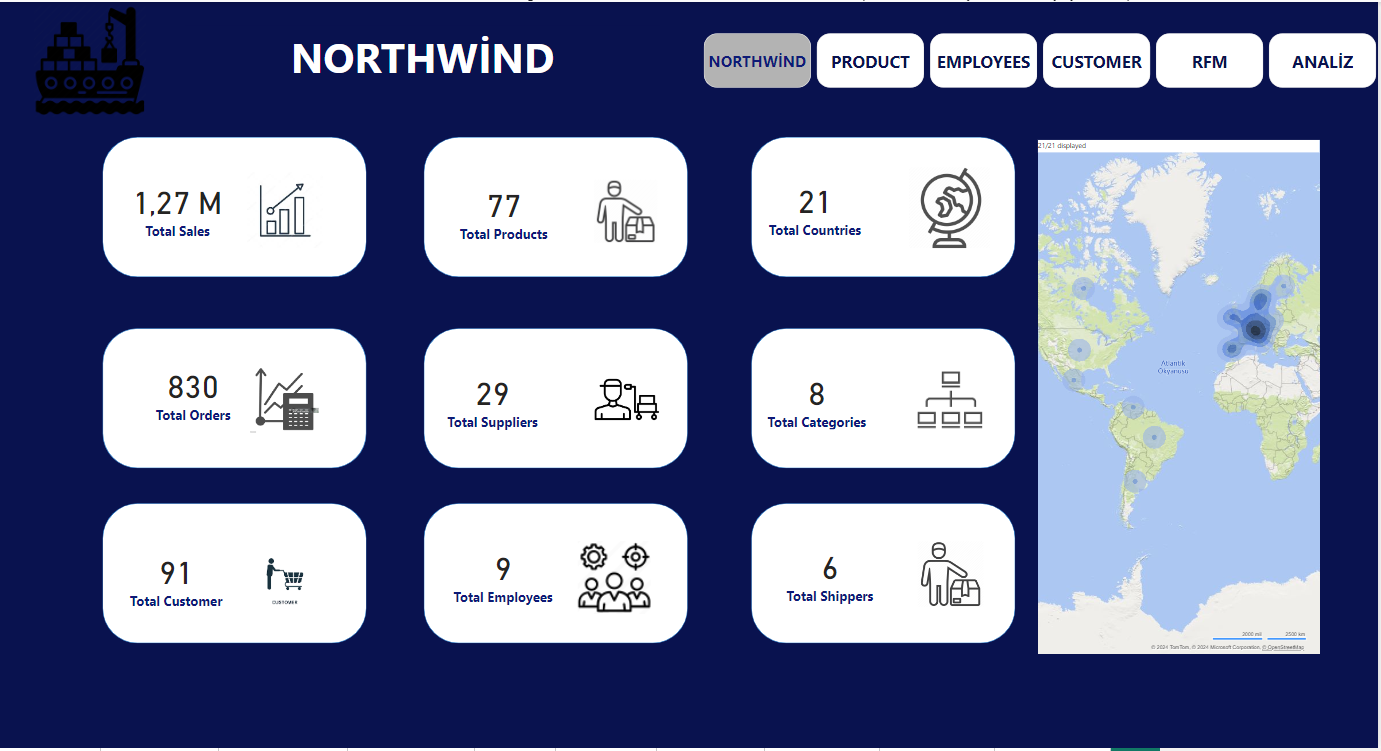 NORTHWİND
NORTHWİND
PRODUCT
EMPLOYEES
CUSTOMER
RFM
ANALİZ
1,27 M
Total Sales
77
Total Products
21
Total Countries
21/21 displayed
830
Total Orders
29
Total Suppliers
8
Total Categories
Atlantik
Okyanusu
91
Total Customer
CUSTOMER
9
Total Employees
6
Total Shippers
2000 mil
2500 km
© 2024 TomTom, © 2024 Microsoft Corporation, © OpenStreetMap